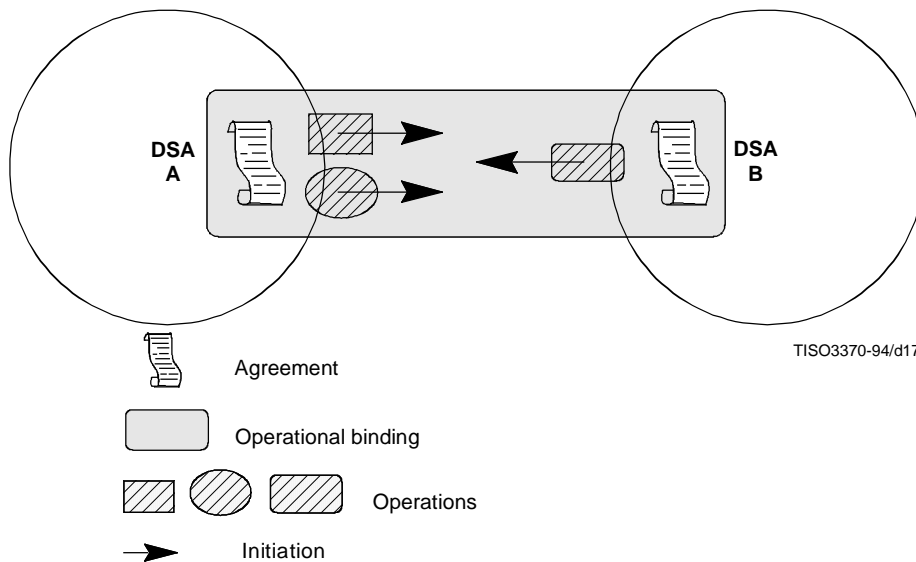 DSA
A
DSA
B
TISO3370-94/d17
Agreement
Operational binding
Operations
Initiation